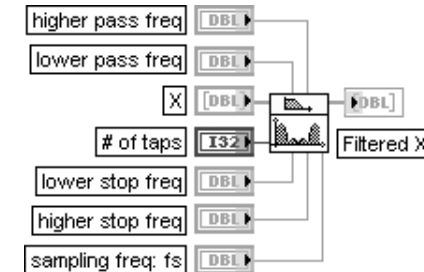 higher pass freq DBL
lower pass freq DBL
X [DBL]
DBL]
# of taps I32
Filtered X
lower stop freq DBL
higher stop freq DBL
sampling freq: fs DBL